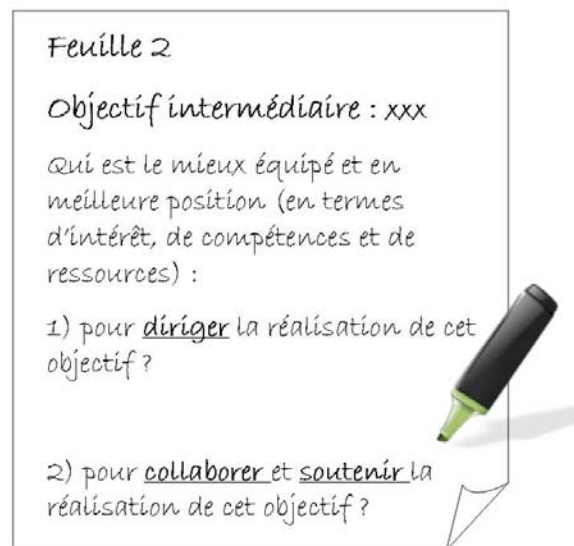 Feuille 2
Objectif intermédiaire : xxx
Qui est le mieux équipé et en
meilleure position (en termes
d'intérêt, de compétences et de
ressources) :
1) pour diriger la réalisation de cet
objectif ?
2) pour collaborer et soutenir la
réalisation de cet objectif ?